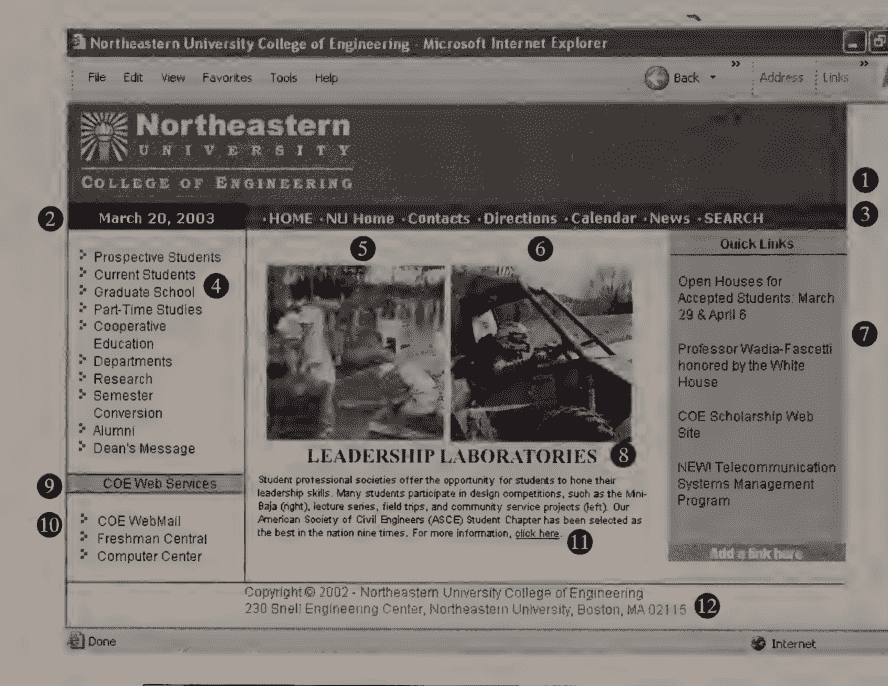 Northeastern University College of Engineering - Microsoft Internet Explorer
File Edit View Favorites Tools Help
Back » Address Links »
Northeastern
UNIVERSITY
COLLEGE OF ENGINEERING
1
2 March 20, 2003
·HOME ·NU Home ·Contacts ·Directions ·Calendar ·News ·SEARCH 3
Prospective Students
Current Students
Graduate School 4
Part-Time Studies
Cooperative
Education
Departments
Research
Semester
Conversion
Alumni
Dean's Message
9 COE Web Services
10 COE WebMail
Freshman Central
Computer Center
5 6
LEADERSHIP LABORATORIES 8
Student professional societies offer the opportunity for students to hone their
leadership skills. Many students participate in design competitions, such as the Mini-
Baja (right), lecture series, field trips, and community service projects (left). Our
American Society of Civil Engineers (ASCE) Student Chapter has been selected as
the best in the nation nine times. For more information, click here. 11
Quick Links
Open Houses for
Accepted Students: March
29 & April 6
7
Professor Wadia-Fascetti
honored by the White
House
COE Scholarship Web
Site
NEW! Telecommunication
Systems Management
Program
Add a link here
Copyright © 2002 - Northeastern University College of Engineering
230 Snell Engineering Center, Northeastern University, Boston, MA 02115 12
Done Internet